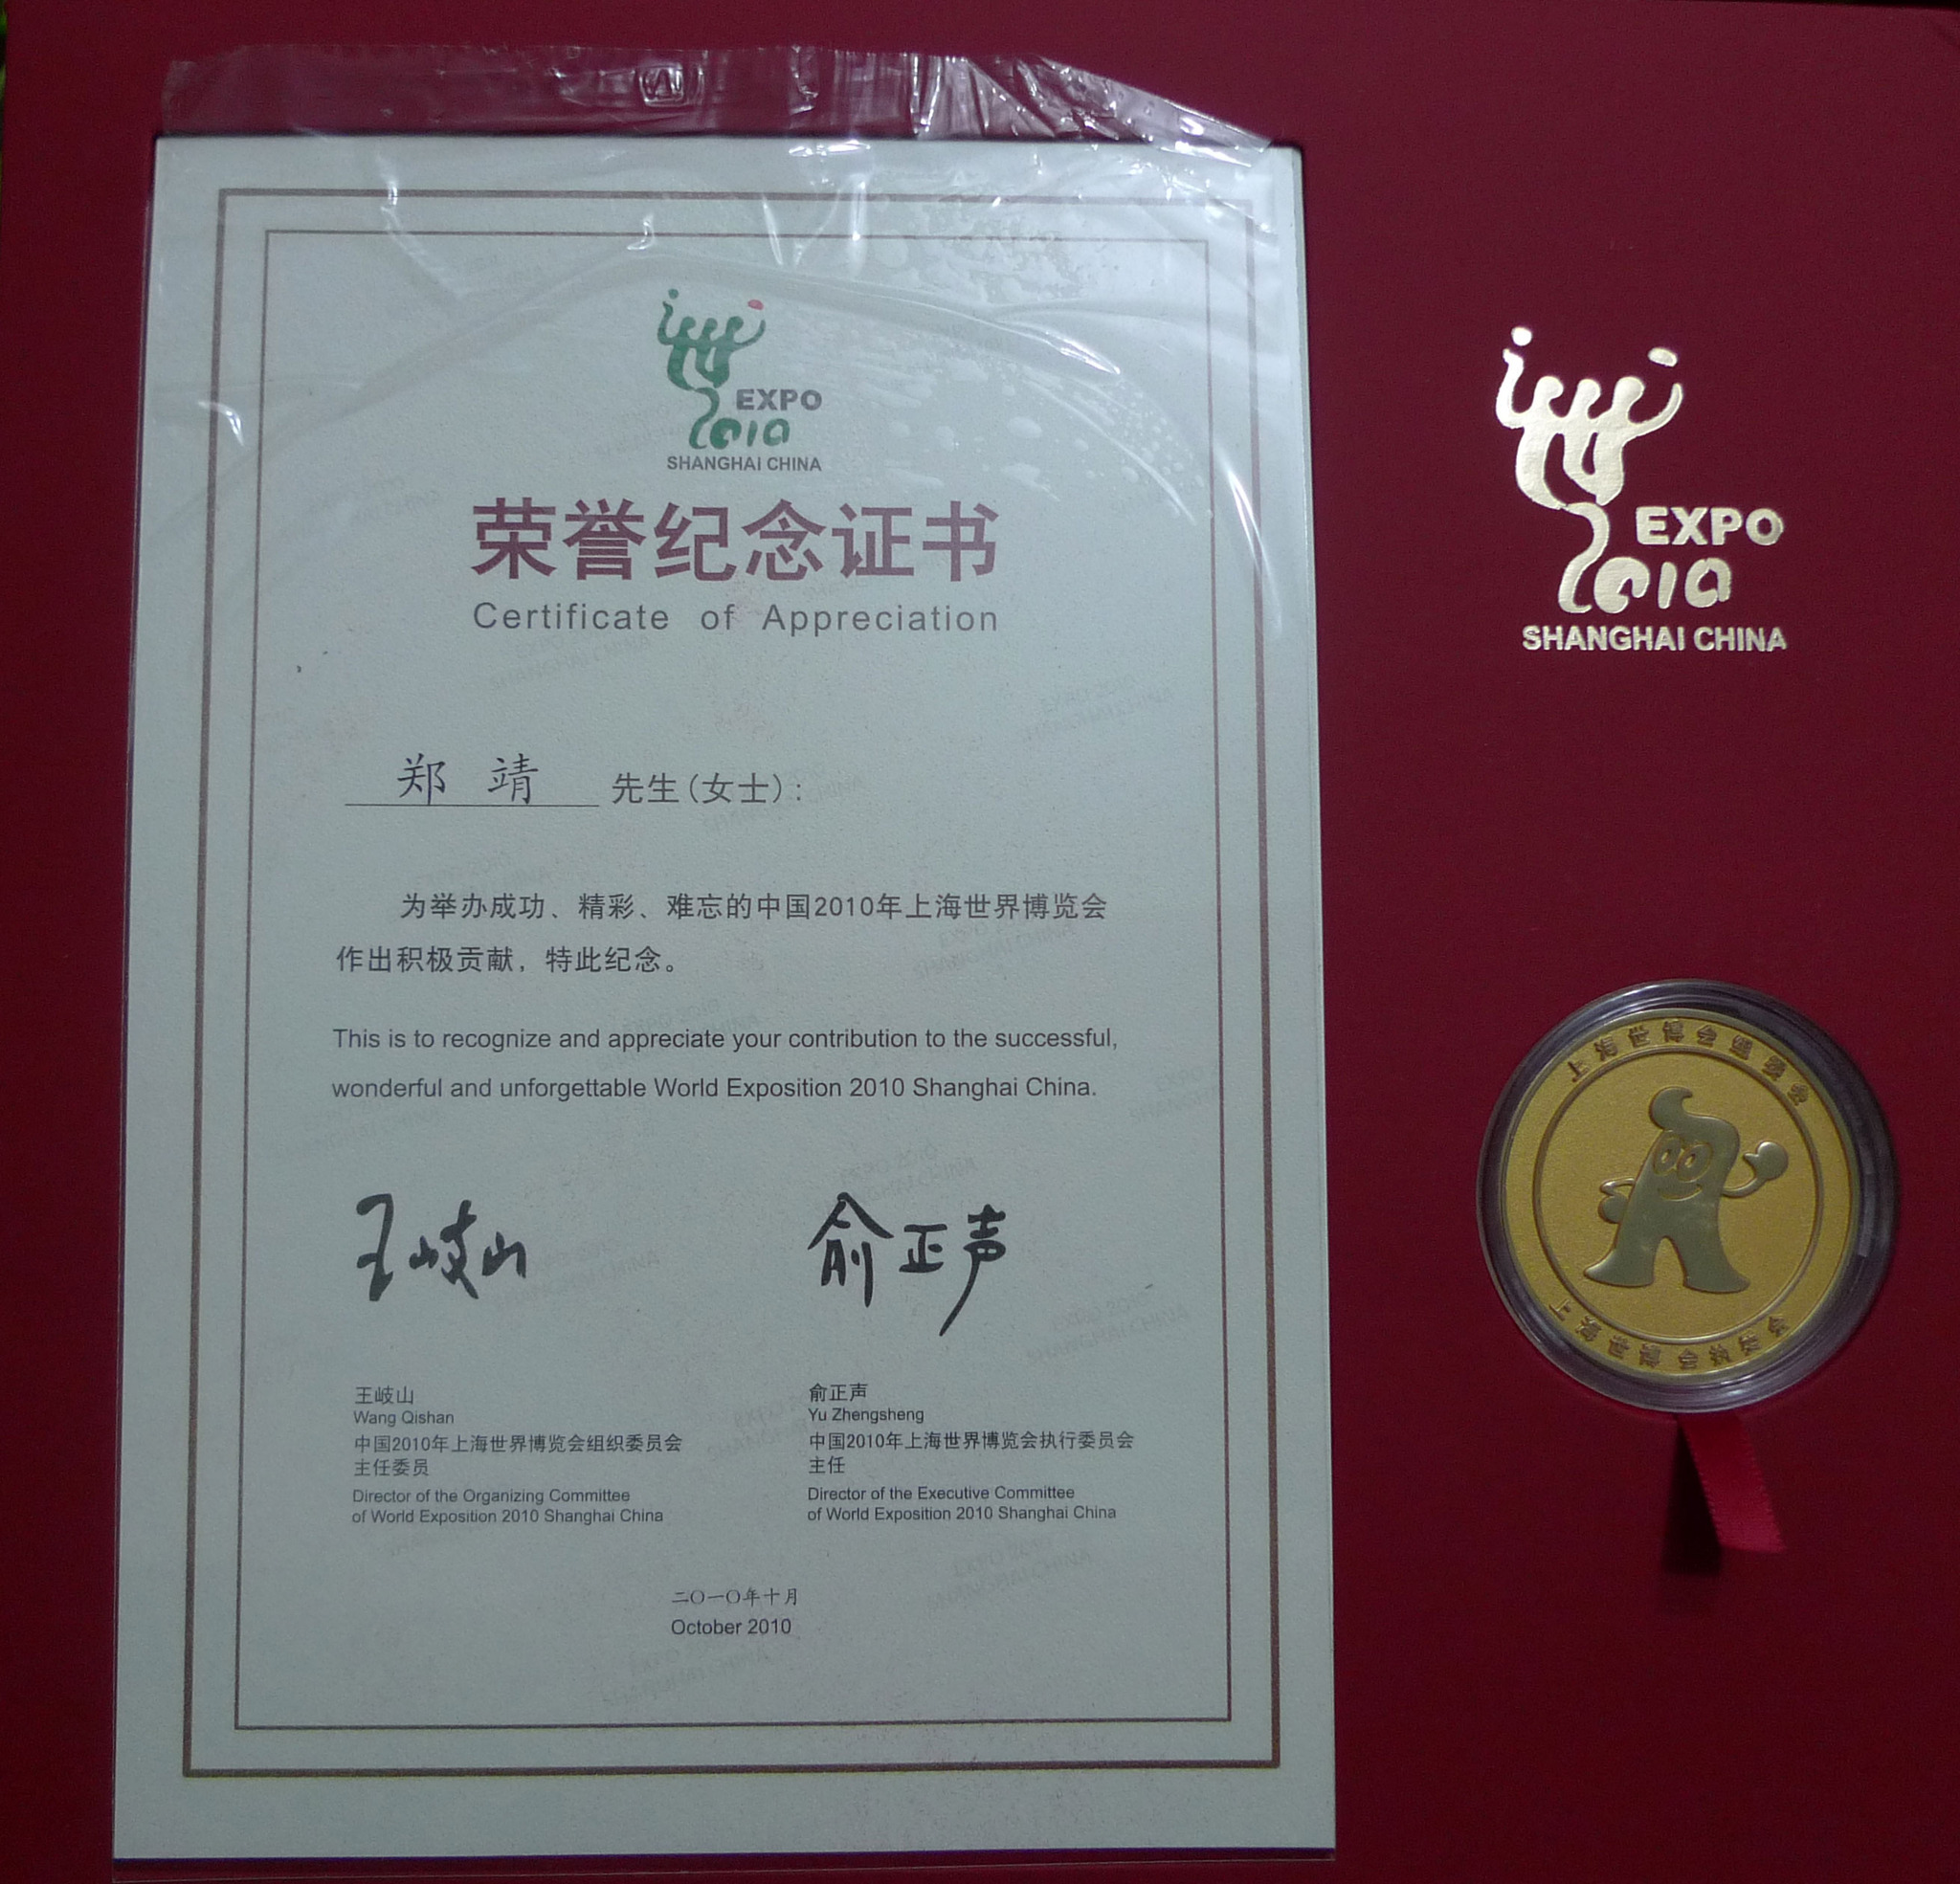 EXPO
2010
SHANGHAI CHINA
荣誉纪念证书
Certificate of Appreciation
郑 靖 先生(女士):
为举办成功、精彩、难忘的中国2010年上海世界博览会
作出积极贡献，特此纪念。
This is to recognize and appreciate your contribution to the successful,
wonderful and unforgettable World Exposition 2010 Shanghai China.
王岐山
俞正声
王岐山
Wang Qishan
中国2010年上海世界博览会组织委员会
主任委员
Director of the Organizing Committee
of World Exposition 2010 Shanghai China
俞正声
Yu Zhengsheng
中国2010年上海世界博览会执行委员会
主任
Director of the Executive Committee
of World Exposition 2010 Shanghai China
二〇一〇年十月
October 2010
EXPO
2010
SHANGHAI CHINA
上海世博会组委会
上海世博会执委会